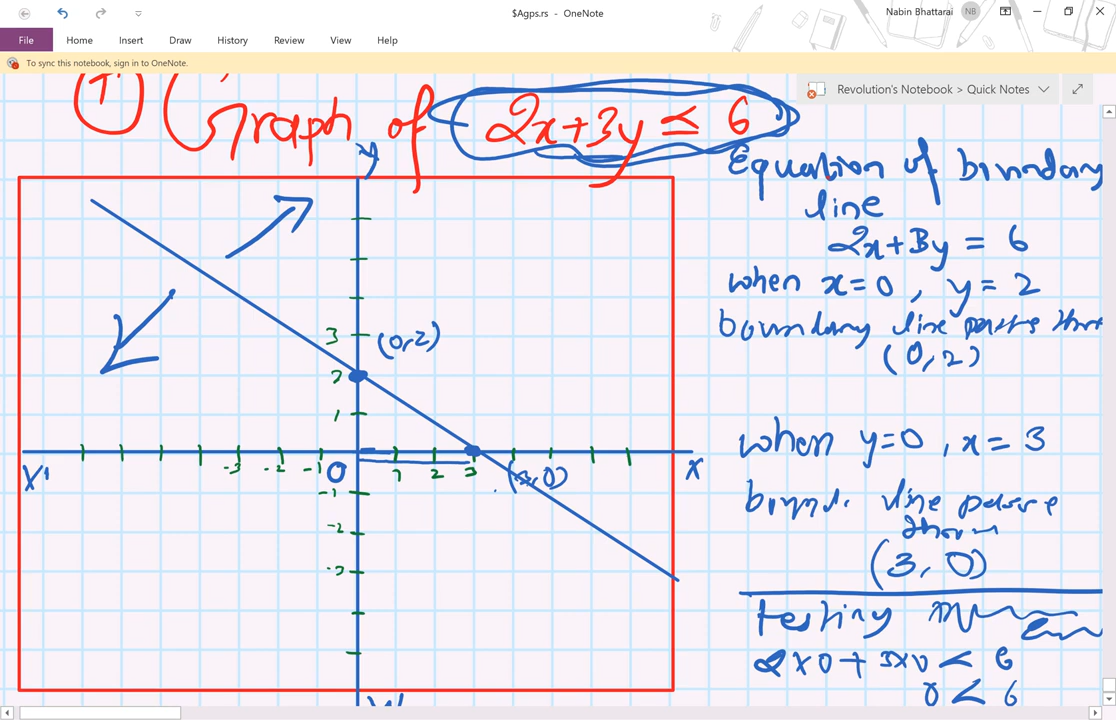 $Agps.rs - OneNote
Nabin Bhattarai NB
File Home Insert Draw History Review View Help
To sync this notebook, sign in to OneNote.
Revolution's Notebook > Quick Notes
Graph of 2x+3y ≤ 6
y
(0,2)
3
2
1
X'
-3 -2 -1 O 1 2 3 (3,0) X
-1
-2
-3
Equation of boundary
line
2x+3y = 6
when x=0, y=2
boundary line passes
(0,2)
when y=0, x=3
line passes
(3, 0)
testing
2x0 + 3x0 < 6
0 < 6